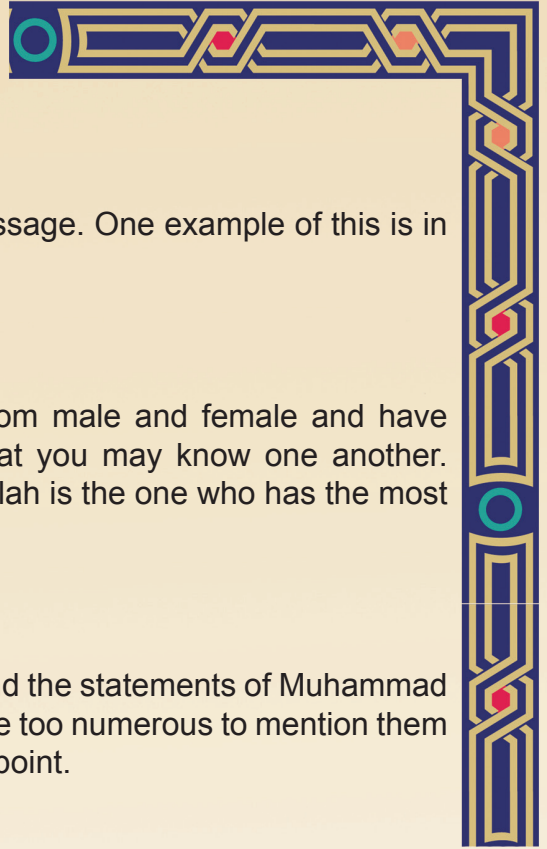 ssage. One example of this is in
om male and female and have
at you may know one another.
lah is the one who has the most
d the statements of Muhammad
e too numerous to mention them
point.